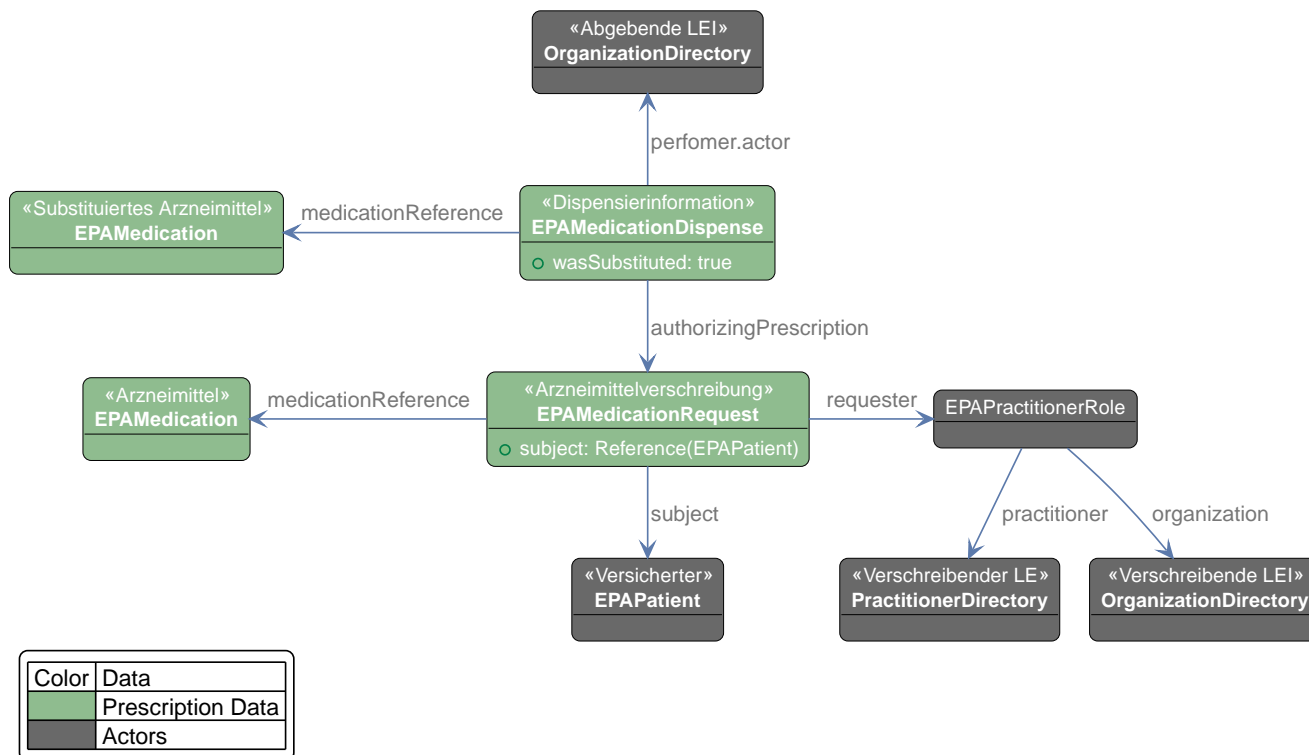 «Abgebende LEI»
OrganizationDirectory
perfomer.actor
«Substituiertes Arzneimittel»
EPAMedication
medicationReference
«Dispensierinformation»
EPAMedicationDispense
wasSubstituted: true
authorizingPrescription
«Arzneimittel»
EPAMedication
medicationReference
«Arzneimittelverschreibung»
EPAMedicationRequest
subject: Reference(EPAPatient)
requester
EPAPractitionerRole
subject
practitioner
organization
«Versicherter»
EPAPatient
«Verschreibender LE»
PractitionerDirectory
«Verschreibende LEI»
OrganizationDirectory
Color Data
Prescription Data
Actors